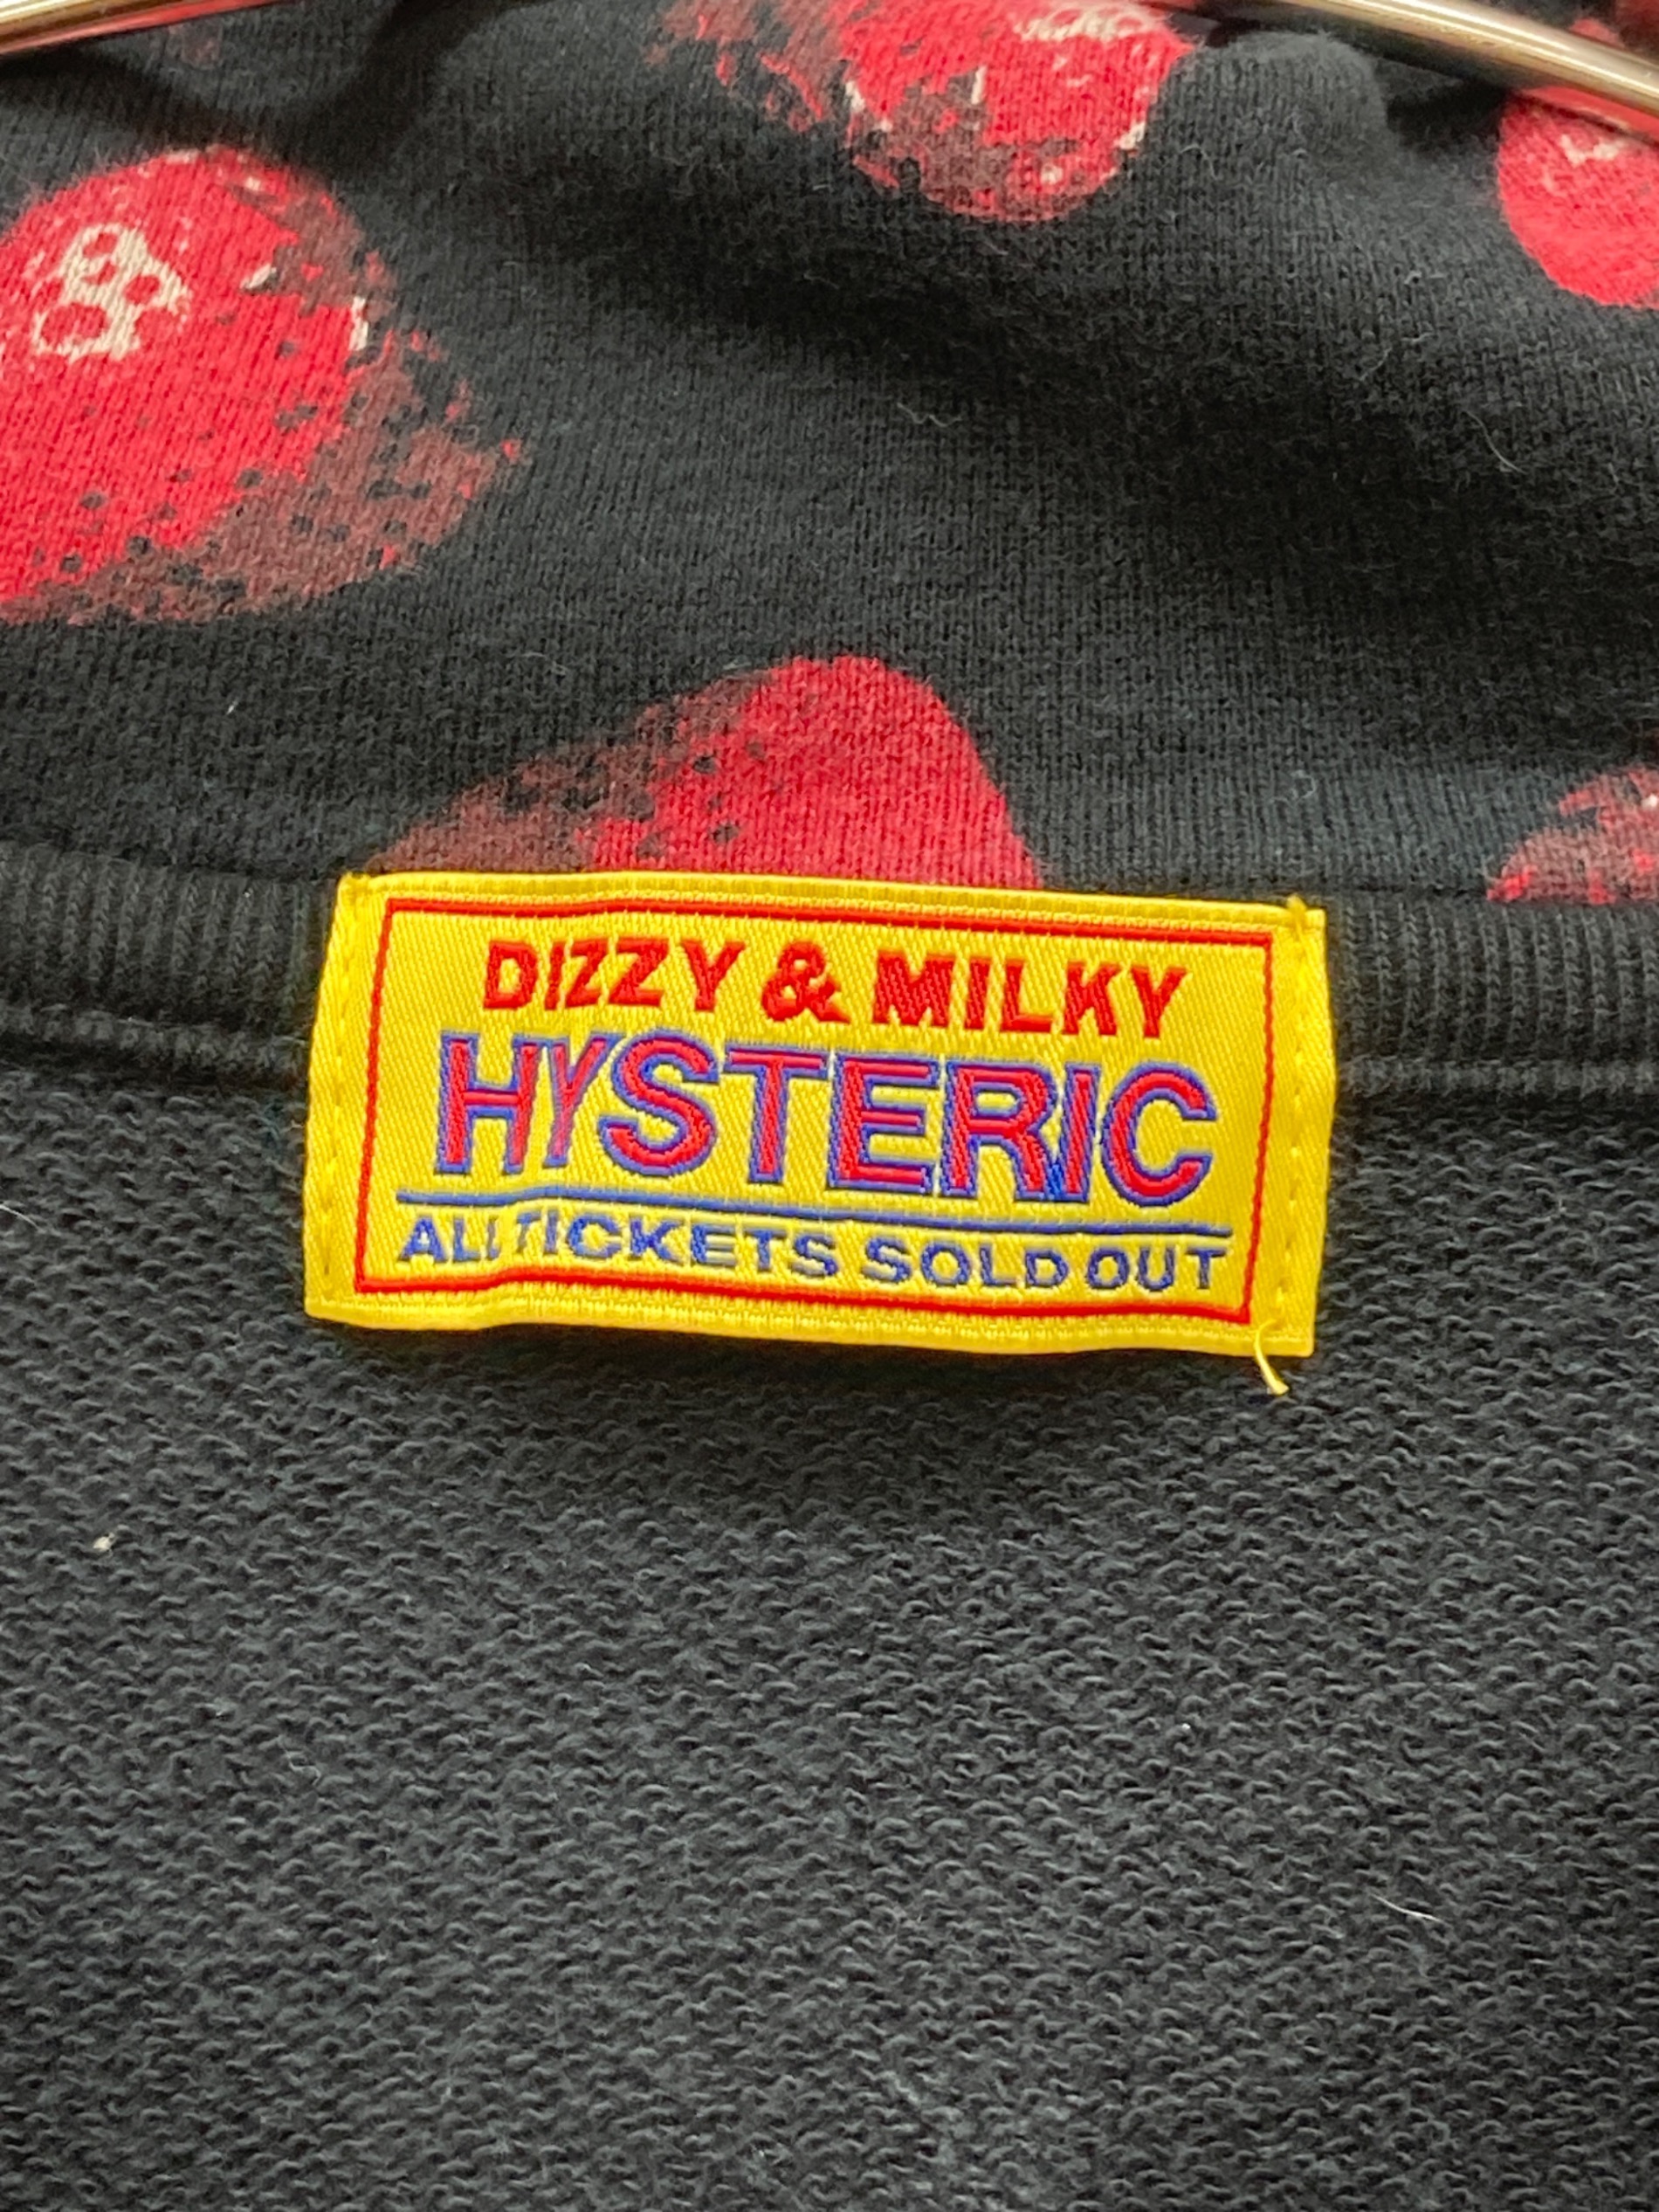 DIZZY & MILKY
HYSTERIC
ALL TICKETS SOLD OUT